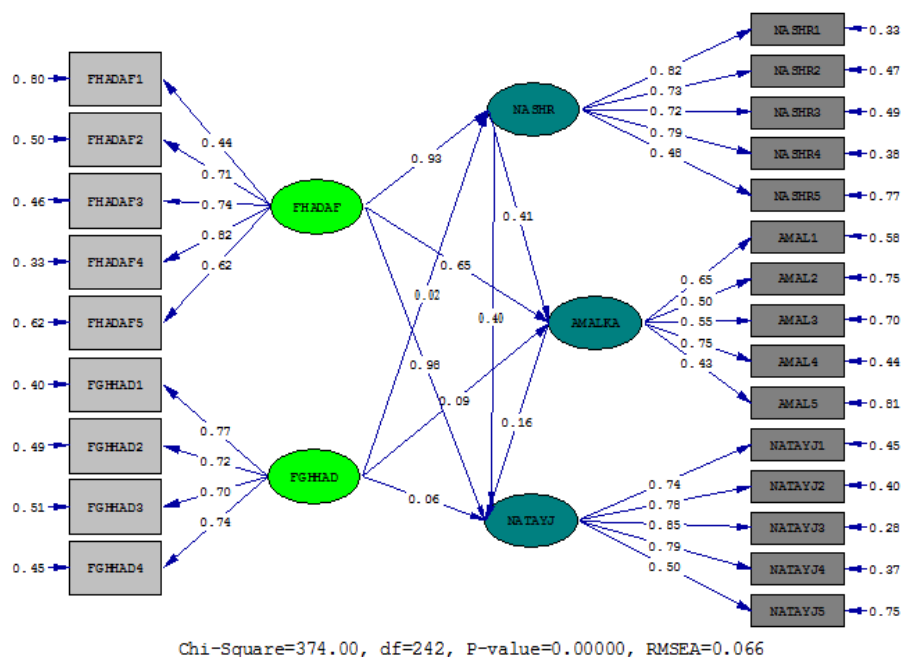 0.80 FHADAF1
0.50 FHADAF2
0.46 FHADAF3
0.33 FHADAF4
0.62 FHADAF5
0.40 FGHHAD1
0.49 FGHHAD2
0.51 FGHHAD3
0.45 FGHHAD4
0.44
0.71
0.74
0.82
0.62
FHADAF
0.77
0.72
0.70
0.74
FGHHAD
0.93
0.65
0.02
0.98
0.09
0.06
NASHR
0.41
0.40
AMALKA
0.16
NATAYJ
0.82
0.73
0.72
0.79
0.48
0.65
0.50
0.55
0.75
0.43
0.74
0.78
0.85
0.79
0.50
NASHR1 0.33
NASHR2 0.47
NASHR3 0.49
NASHR4 0.38
NASHR5 0.77
AMAL1 0.58
AMAL2 0.75
AMAL3 0.70
AMAL4 0.44
AMAL5 0.81
NATAYJ1 0.45
NATAYJ2 0.40
NATAYJ3 0.28
NATAYJ4 0.37
NATAYJ5 0.75
Chi-Square=374.00, df=242, P-value=0.00000, RMSEA=0.066